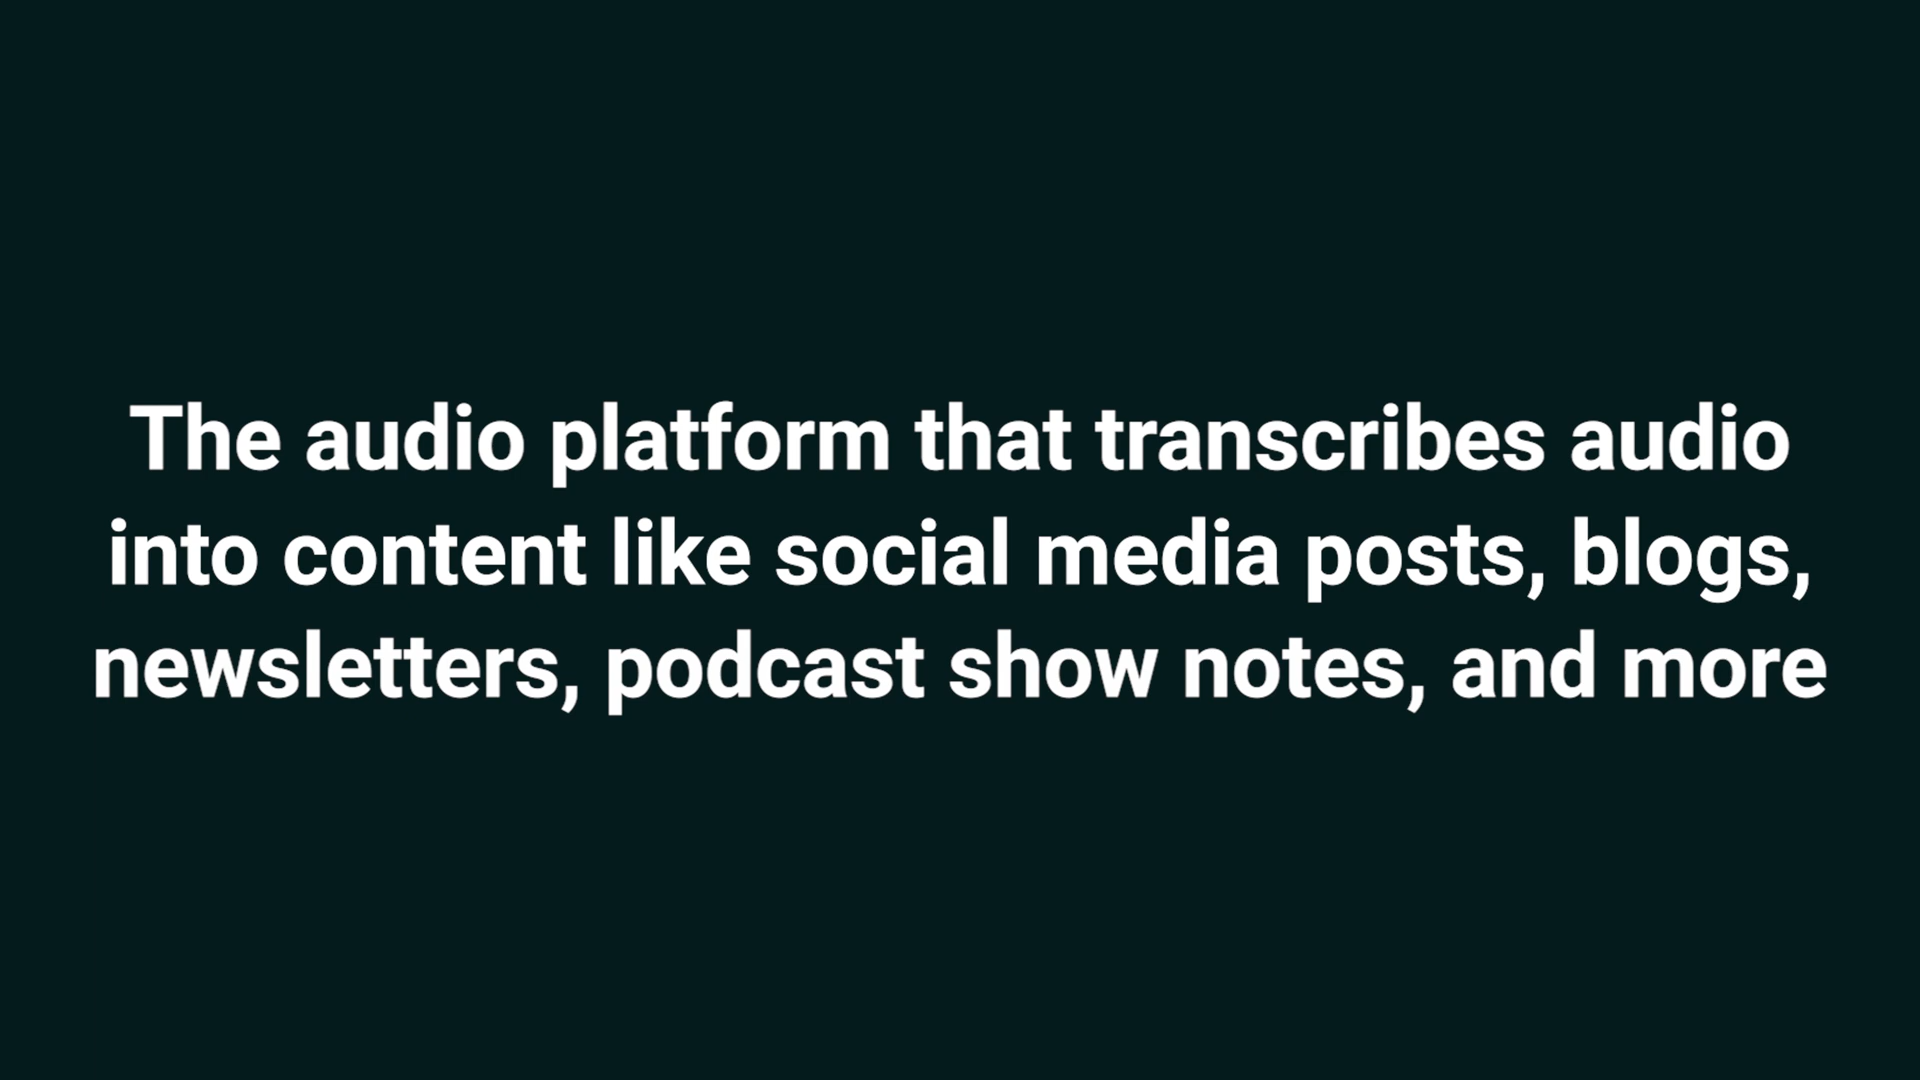 The audio platform that transcribes audio
into content like social media posts, blogs,
newsletters, podcast show notes, and more